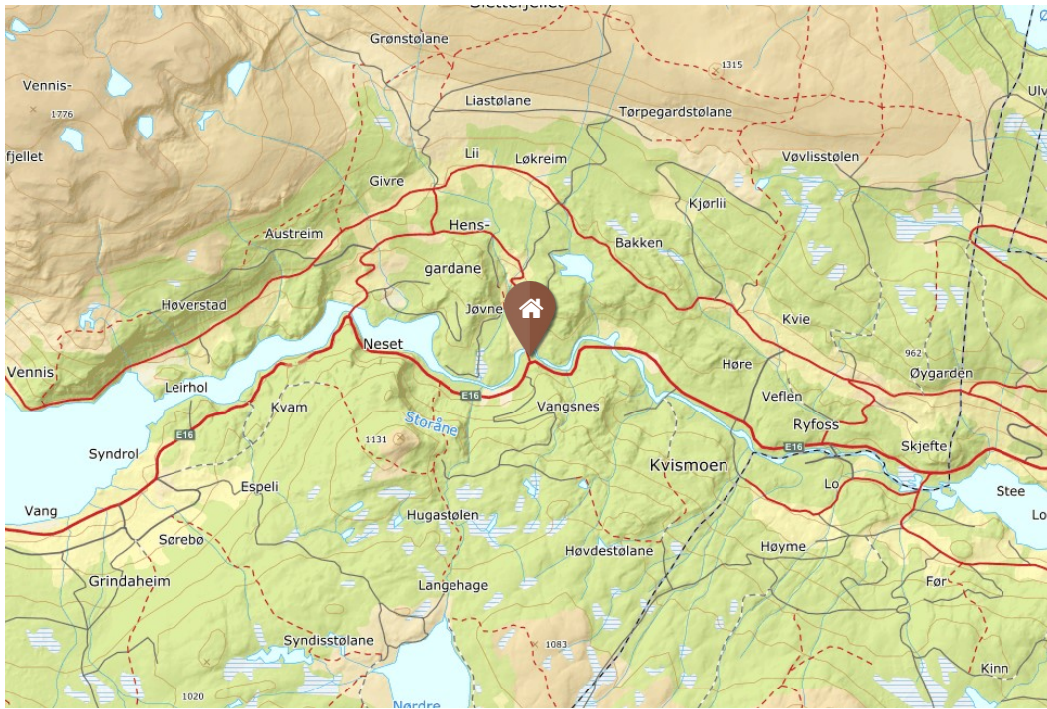 Slettefjellet
Grønstølane
1315
Vennis-
1776
fjellet
Liastølane
Tørpegardstølane
Ulv
Lii
Løkreim
Vøvlisstølen
Givre
Kjørlii
Austreim
Hens-
Bakken
gardane
Høverstad
Jøvne
Kvie
Neset
962
Vennis
Leirhol
Høre
Øygarden
E16
Veflen
Kvam
Vangsnes
Storåne
Ryfoss
E16
1131
E16
Skjefte
Syndrol
Kvismoen
Espeli
Lo
Stee
Vang
Hugastølen
Lo
Sørebø
Høvdestølane
Høyme
Grindaheim
Langehage
Før
Syndisstølane
1083
Kinn
1020
Nørdre